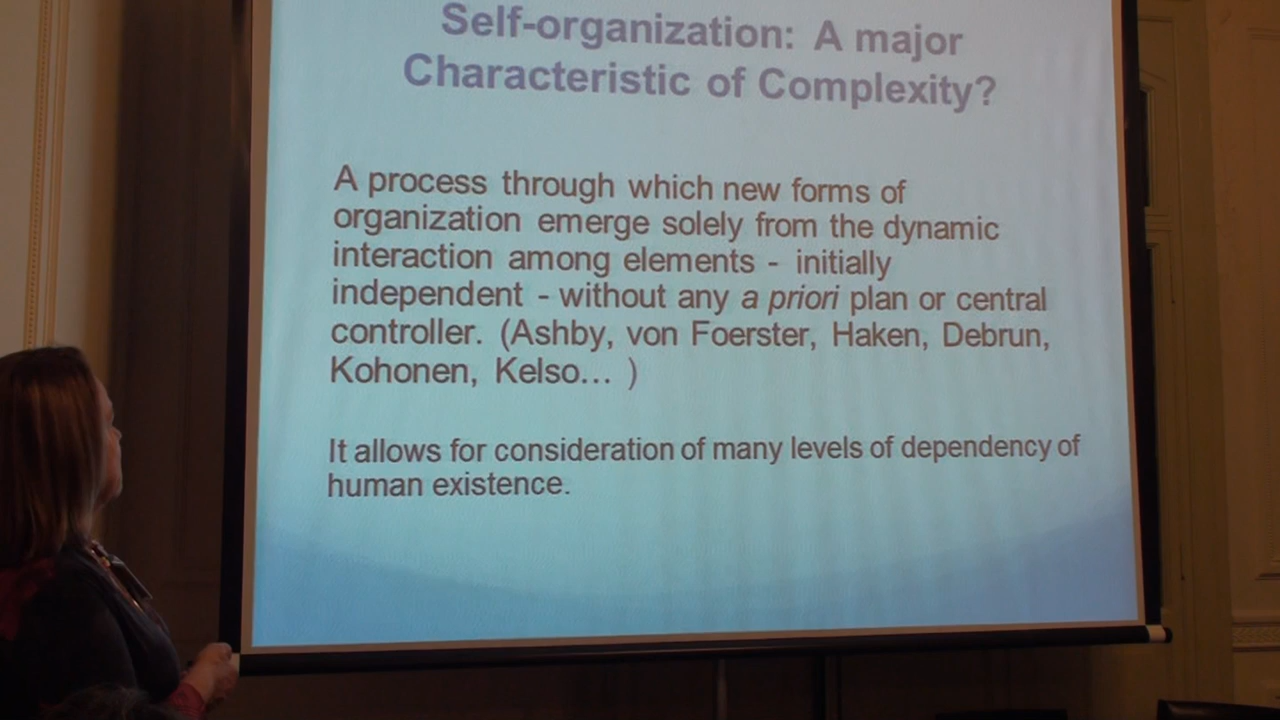 Self-organization: A major
Characteristic of Complexity?
A process through which new forms of
organization emerge solely from the dynamic
interaction among elements - initially
independent - without any a priori plan or central
controller. (Ashby, von Foerster, Haken, Debrun,
Kohonen, Kelso... )
It allows for consideration of many levels of dependency of
human existence.